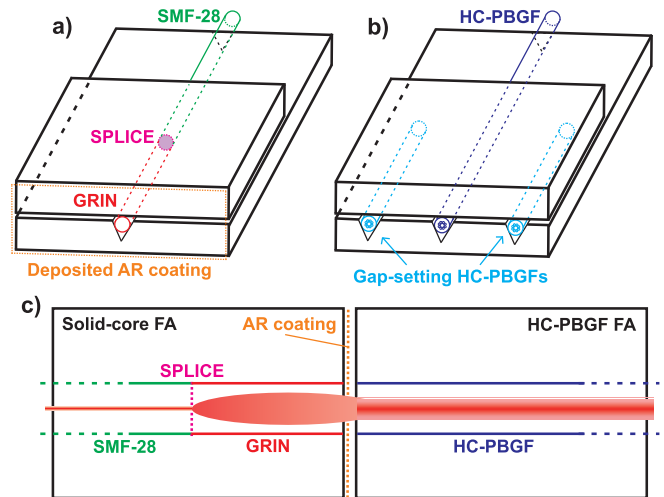 a)
SMF-28
SPLICE
GRIN
Deposited AR coating
b)
HC-PBGF
Gap-setting HC-PBGFs
c)
Solid-core FA
AR coating
HC-PBGF FA
SPLICE
SMF-28
GRIN
HC-PBGF